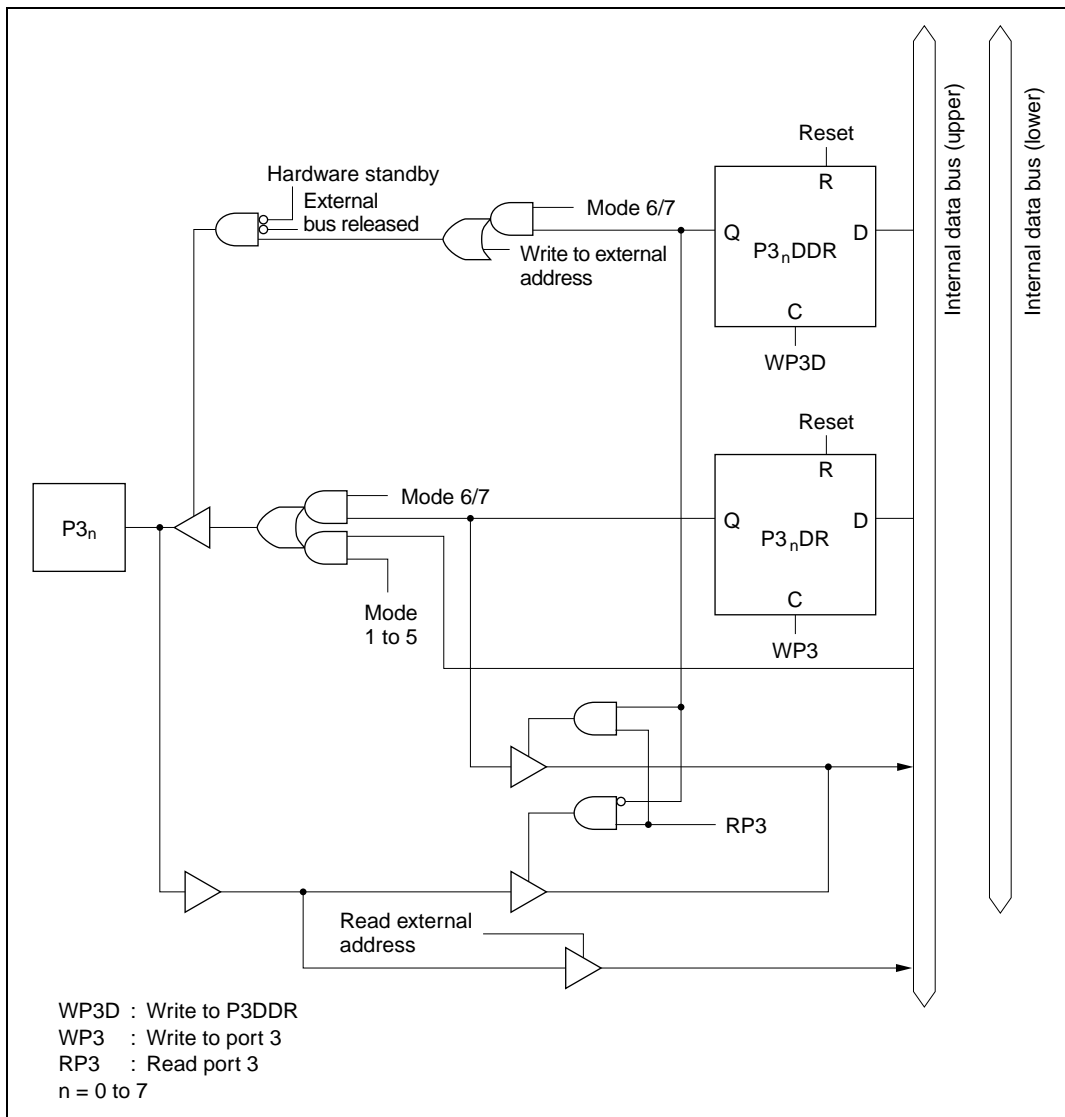 Reset
R
Hardware standby
External
bus released
Mode 6/7
Q
D
P3nDDR
Write to external
address
C
WP3D
Internal data bus (upper)
Internal data bus (lower)
Reset
R
Mode 6/7
P3n
Q
D
P3nDR
C
Mode
1 to 5
WP3
RP3
Read external
address
WP3D : Write to P3DDR
WP3 : Write to port 3
RP3 : Read port 3
n = 0 to 7